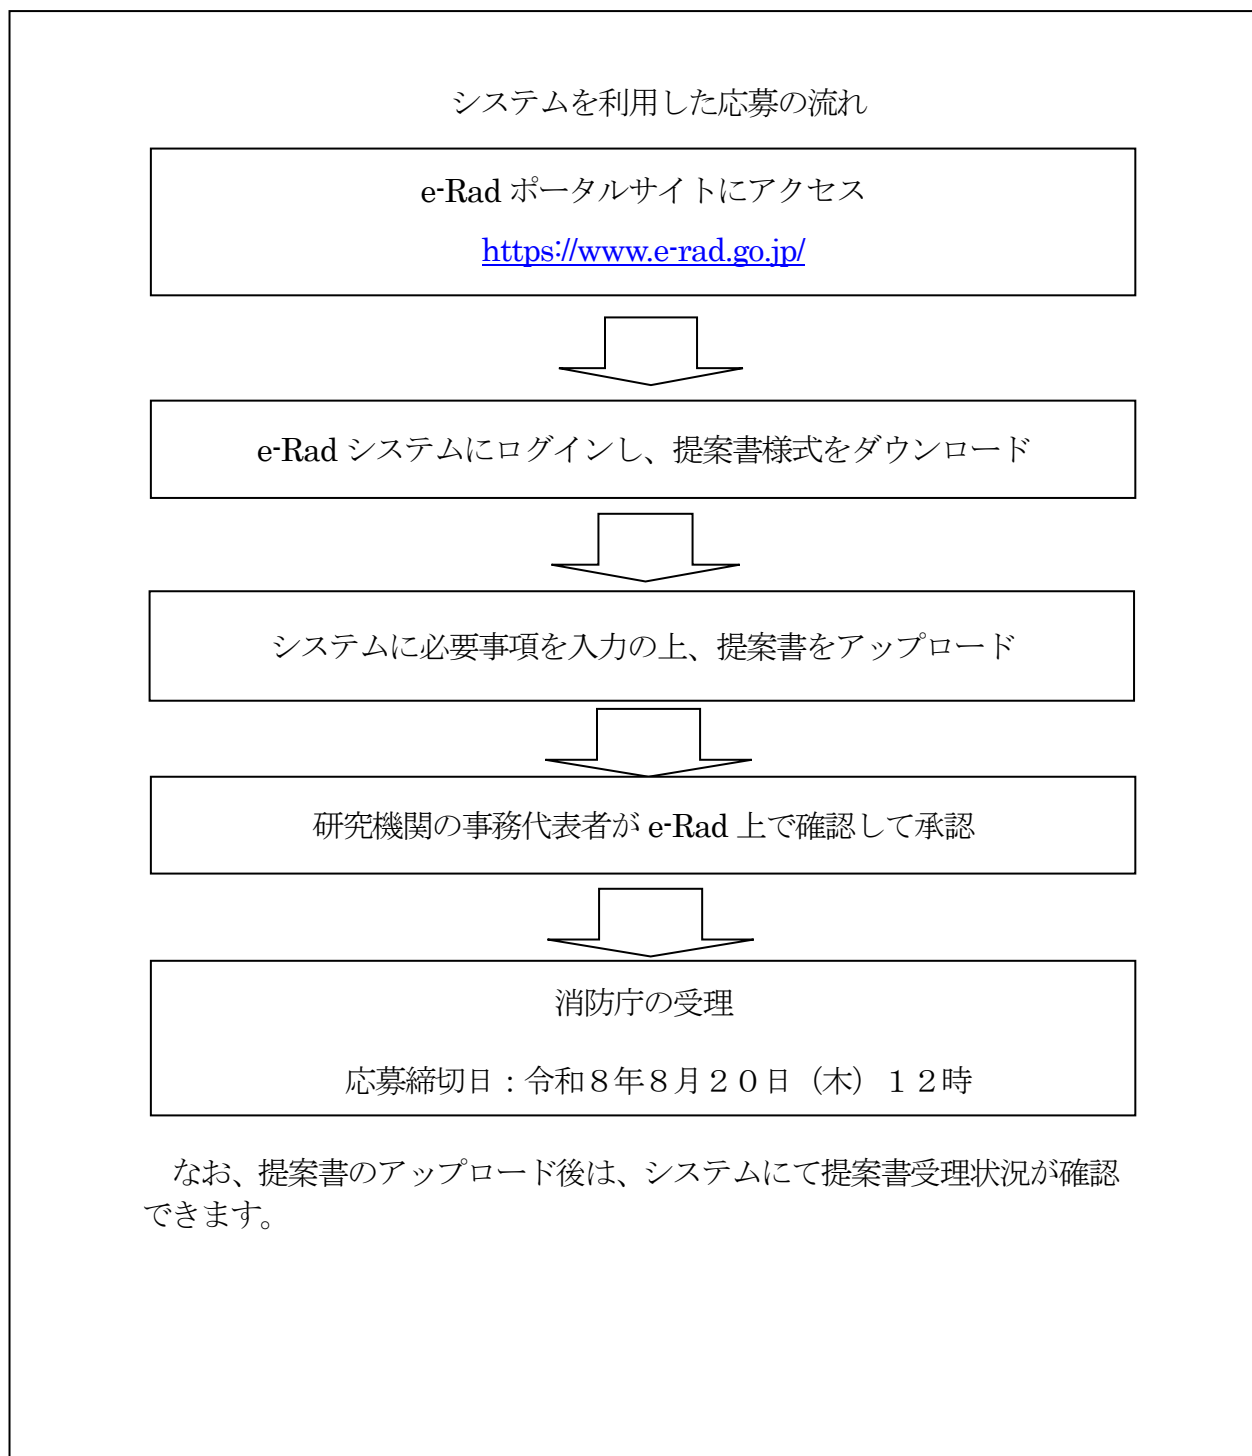 システムを利用した応募の流れ
e-Rad ポータルサイトにアクセス
https://www.e-rad.go.jp/
e-Rad システムにログインし、提案書様式をダウンロード
システムに必要事項を入力の上、提案書をアップロード
研究機関の事務代表者が e-Rad 上で確認して承認
消防庁の受理
応募締切日：令和８年８月２０日（木）１２時
なお、提案書のアップロード後は、システムにて提案書受理状況が確認
できます。